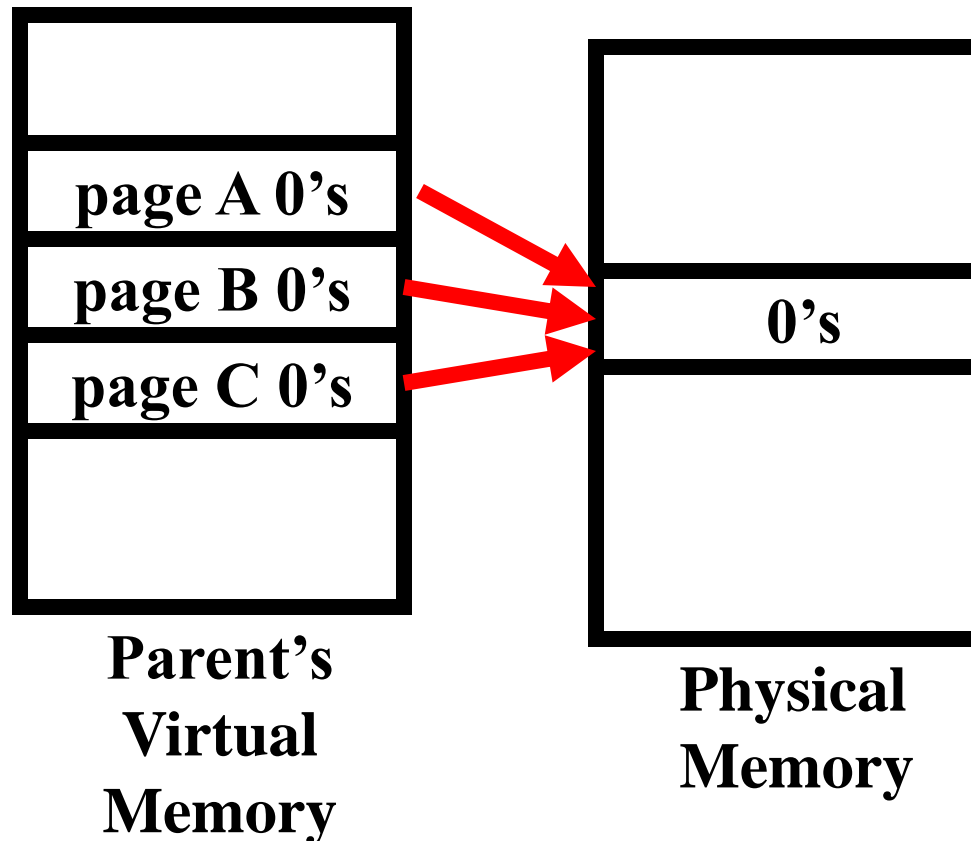 page A 0’s
page B 0’s
page C 0’s
0’s
Parent’s
Virtual
Memory
Physical
Memory